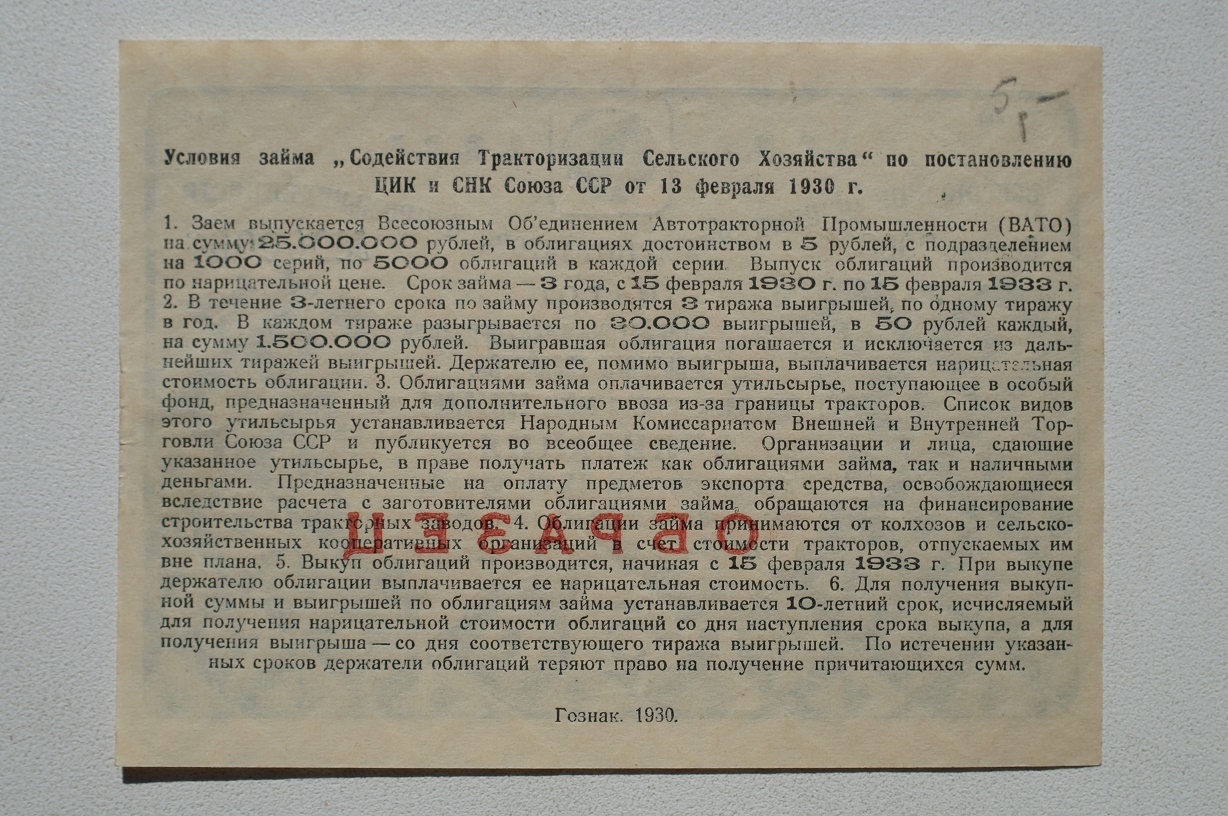 5 р –
Условия займа „Содействия Тракторизации Сельского Хозяйства“ по постановлению
ЦИК и СНК Союза ССР от 13 февраля 1930 г.
1. Заем выпускается Всесоюзным Об'единением Автотракторной Промышленности (ВАТО)
на сумму 25.000.000 рублей, в облигациях достоинством в 5 рублей, с подразделением
на 1000 серий, по 5000 облигаций в каждой серии. Выпуск облигаций производится
по нарицательной цене. Срок займа — 3 года, с 15 февраля 1930 г. по 15 февраля 1933 г.
2. В течение 3-летнего срока по займу производятся 3 тиража выигрышей, по одному тиражу
в год. В каждом тираже разыгрывается по 30.000 выигрышей, в 50 рублей каждый,
на сумму 1.500.000 рублей. Выигравшая облигация погашается и исключается из даль-
нейших тиражей выигрышей. Держателю ее, помимо выигрыша, выплачивается нарицательная
стоимость облигации. 3. Облигациями займа оплачивается утильсырье, поступающее в особый
фонд, предназначенный для дополнительного ввоза из-за границы тракторов. Список видов
этого утильсырья устанавливается Народным Комиссариатом Внешней и Внутренней Тор-
говли Союза ССР и публикуется во всеобщее сведение. Организации и лица, сдающие
указанное утильсырье, в праве получать платеж как облигациями займа, так и наличными
деньгами. Предназначенные на оплату предметов экспорта средства, освобождающиеся
вследствие расчета с заготовителями облигациями займа, обращаются на финансирование
строительства тракторных заводов. 4. Облигации займа принимаются от колхозов и сельско-
ОБРАЗЕЦ
хозяйственных кооперативных организаций в счет стоимости тракторов, отпускаемых им
вне плана. 5. Выкуп облигаций производится, начиная с 15 февраля 1933 г. При выкупе
держателю облигации выплачивается ее нарицательная стоимость. 6. Для получения выкуп-
ной суммы и выигрышей по облигациям займа устанавливается 10-летний срок, исчисляемый
для получения нарицательной стоимости облигаций со дня наступления срока выкупа, а для
получения выигрыша — со дня соответствующего тиража выигрышей. По истечении указан-
ных сроков держатели облигаций теряют право на получение причитающихся сумм.
Гознак. 1930.